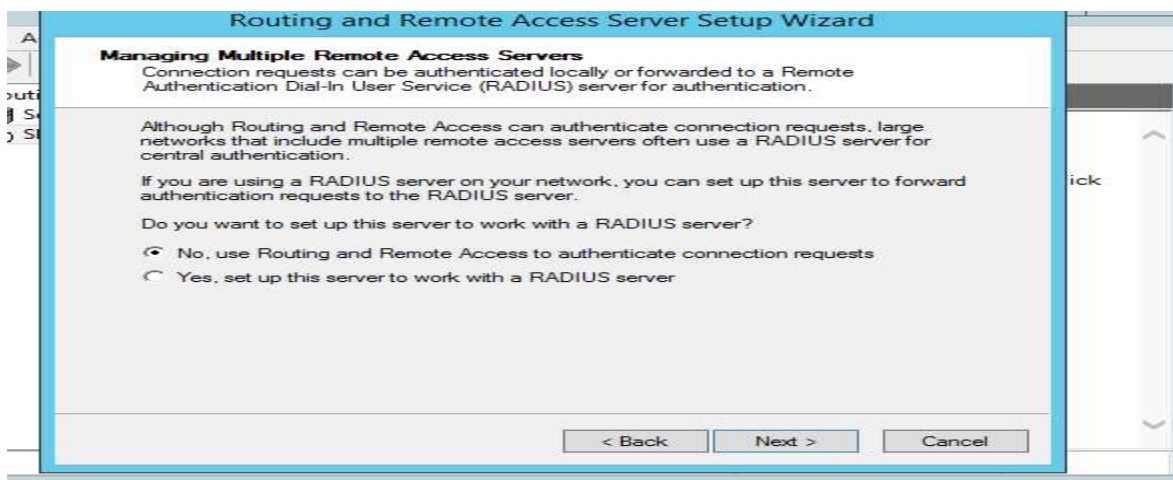 Routing and Remote Access Server Setup Wizard
Managing Multiple Remote Access Servers
Connection requests can be authenticated locally or forwarded to a Remote
Authentication Dial-In User Service (RADIUS) server for authentication.
Although Routing and Remote Access can authenticate connection requests, large
networks that include multiple remote access servers often use a RADIUS server for
central authentication.
If you are using a RADIUS server on your network, you can set up this server to forward
authentication requests to the RADIUS server.
Do you want to set up this server to work with a RADIUS server?
No, use Routing and Remote Access to authenticate connection requests
Yes, set up this server to work with a RADIUS server
< Back
Next >
Cancel